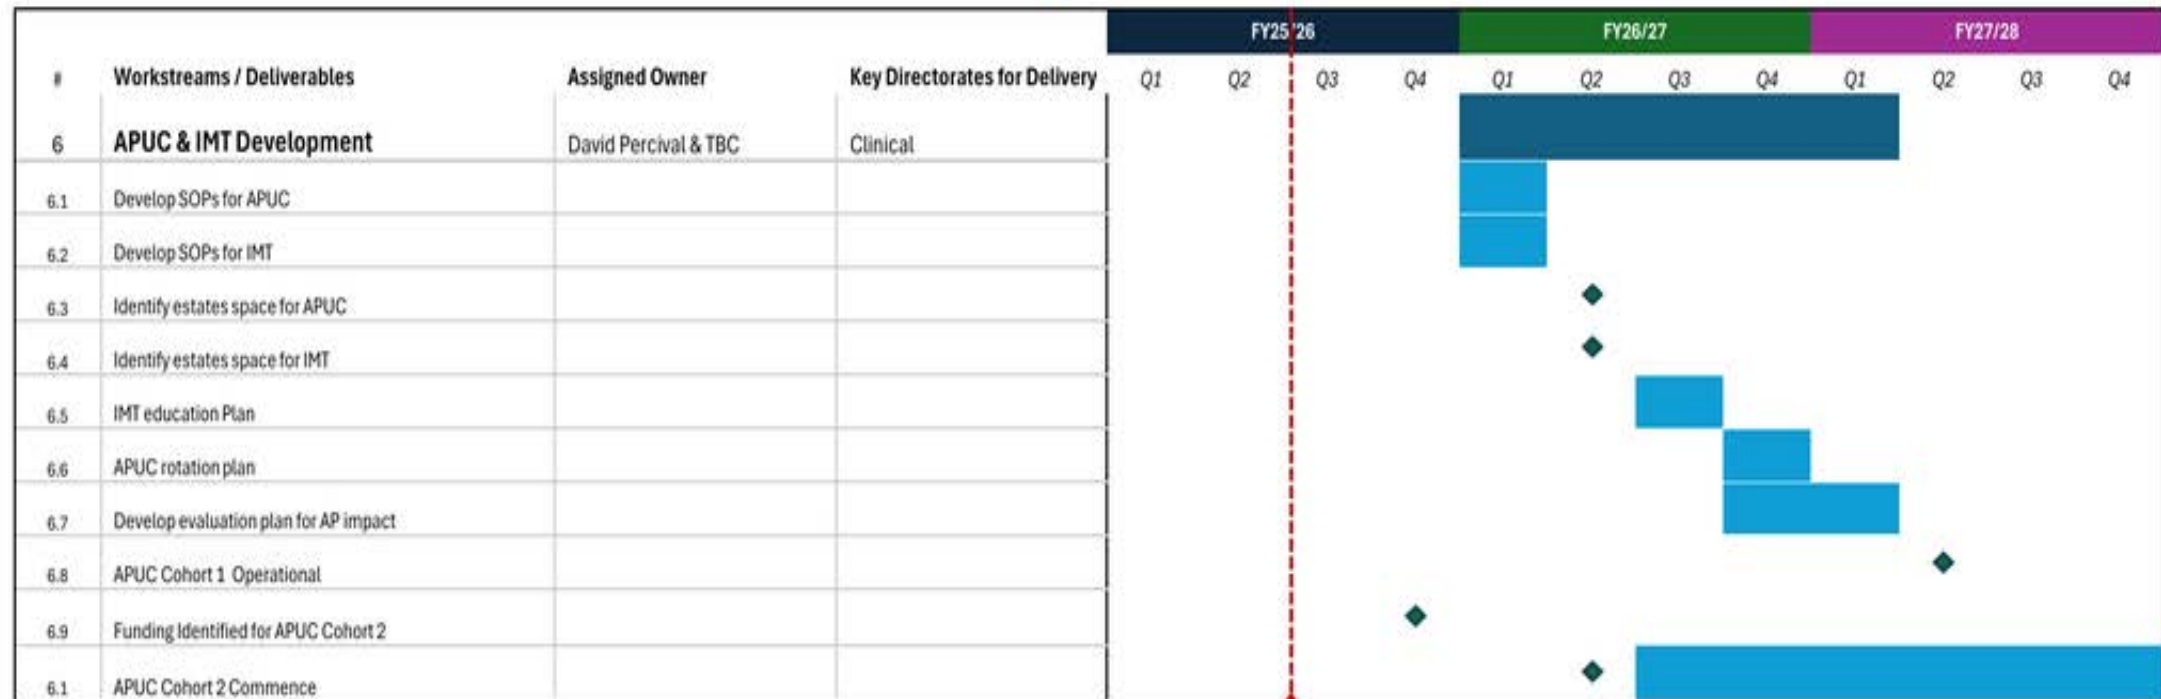 FY25/26 FY26/27 FY27/28
# Workstreams / Deliverables Assigned Owner Key Directorates for Delivery Q1 Q2 Q3 Q4 Q1 Q2 Q3 Q4 Q1 Q2 Q3 Q4
6 APUC & IMT Development David Percival & TBC Clinical
6.1 Develop SOPs for APUC
6.2 Develop SOPs for IMT
6.3 Identify estates space for APUC
6.4 Identify estates space for IMT
6.5 IMT education Plan
6.6 APUC rotation plan
6.7 Develop evaluation plan for AP impact
6.8 APUC Cohort 1 Operational
6.9 Funding Identified for APUC Cohort 2
6.1 APUC Cohort 2 Commence